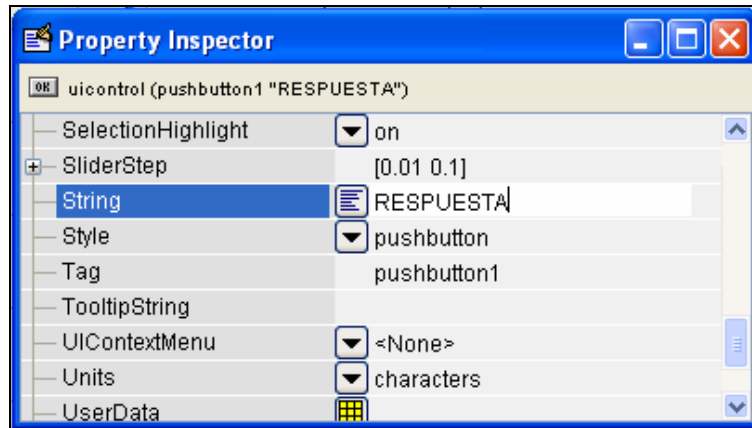 Property Inspector
OK uicontrol (pushbutton1 "RESPUESTA")
SelectionHighlight on
SliderStep [0.01 0.1]
String RESPUESTA
Style pushbutton
Tag pushbutton1
TooltipString
UIContextMenu <None>
Units characters
UserData